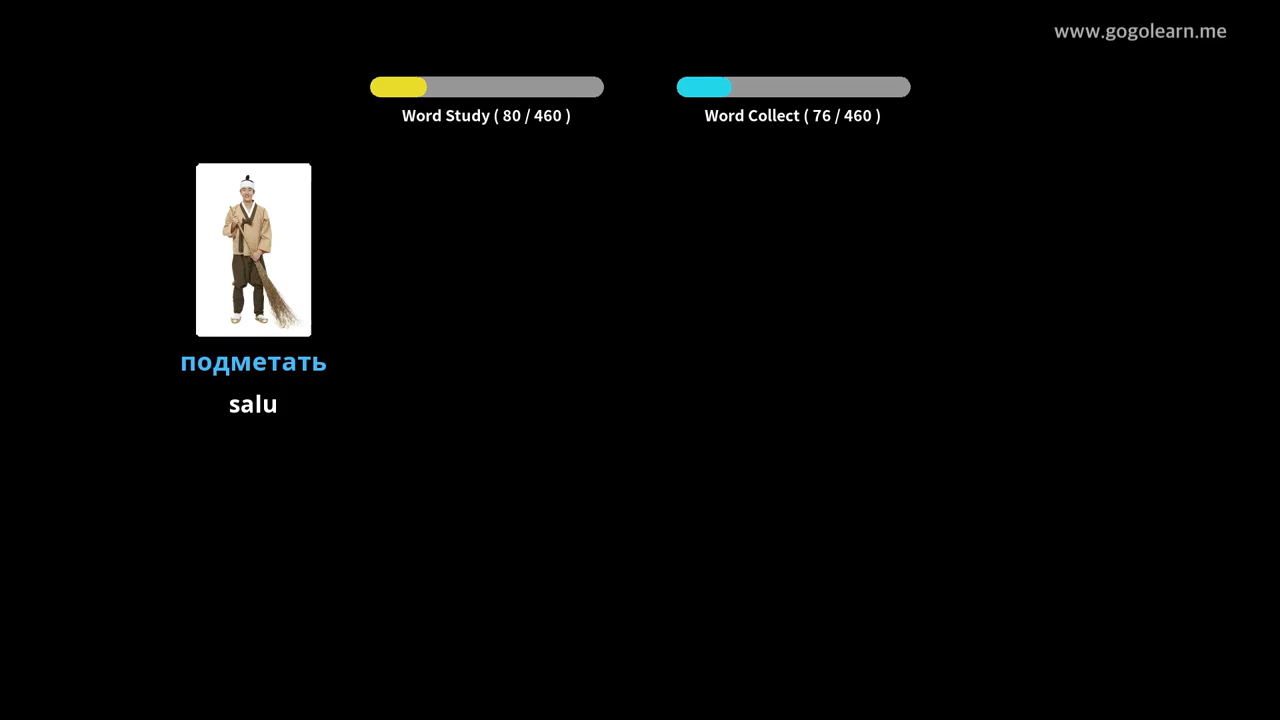 www.gogolearn.me
Word Study ( 80 / 460 )
Word Collect ( 76 / 460 )
подметать
salu